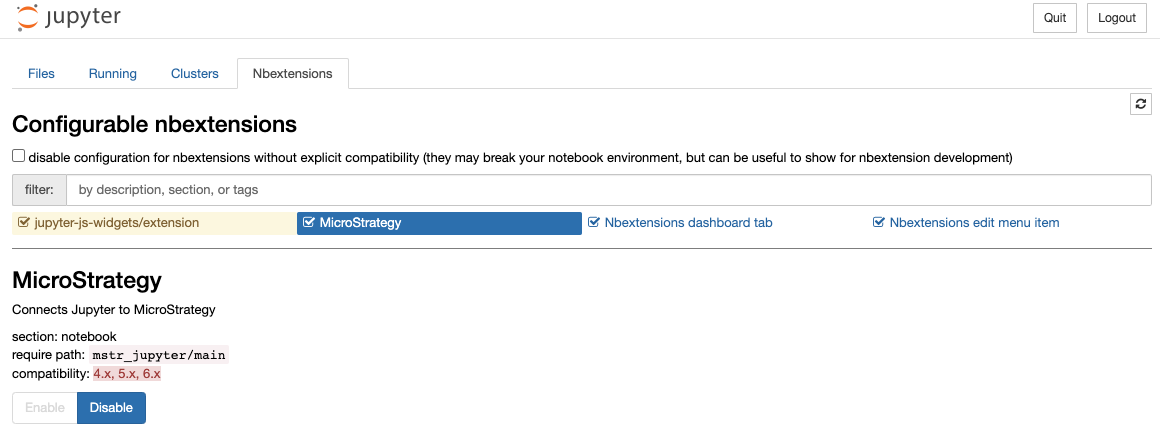 jupyter
Quit Logout
Files Running Clusters Nbextensions
Configurable nbextensions
disable configuration for nbextensions without explicit compatibility (they may break your notebook environment, but can be useful to show for nbextension development)
filter: by description, section, or tags
jupyter-js-widgets/extension MicroStrategy Nbextensions dashboard tab Nbextensions edit menu item
MicroStrategy
Connects Jupyter to MicroStrategy
section: notebook
require path: mstr_jupyter/main
compatibility: 4.x, 5.x, 6.x
Enable Disable